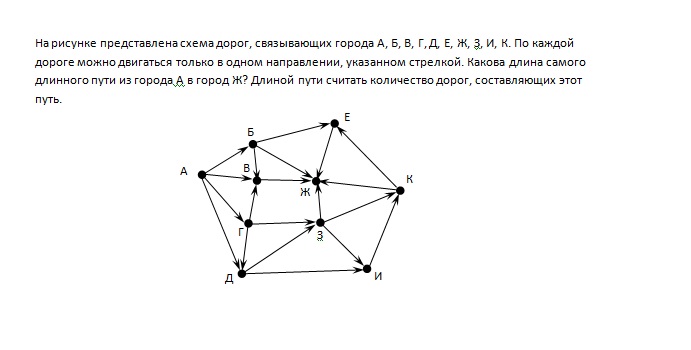 На рисунке представлена схема дорог, связывающих города А, Б, В, Г, Д, Е, Ж, З, И, К. По каждой
дороге можно двигаться только в одном направлении, указанном стрелкой. Какова длина самого
длинного пути из города А в город Ж? Длиной пути считать количество дорог, составляющих этот
путь.
Е
Б
А
В
К
Ж
Г
З
Д
И